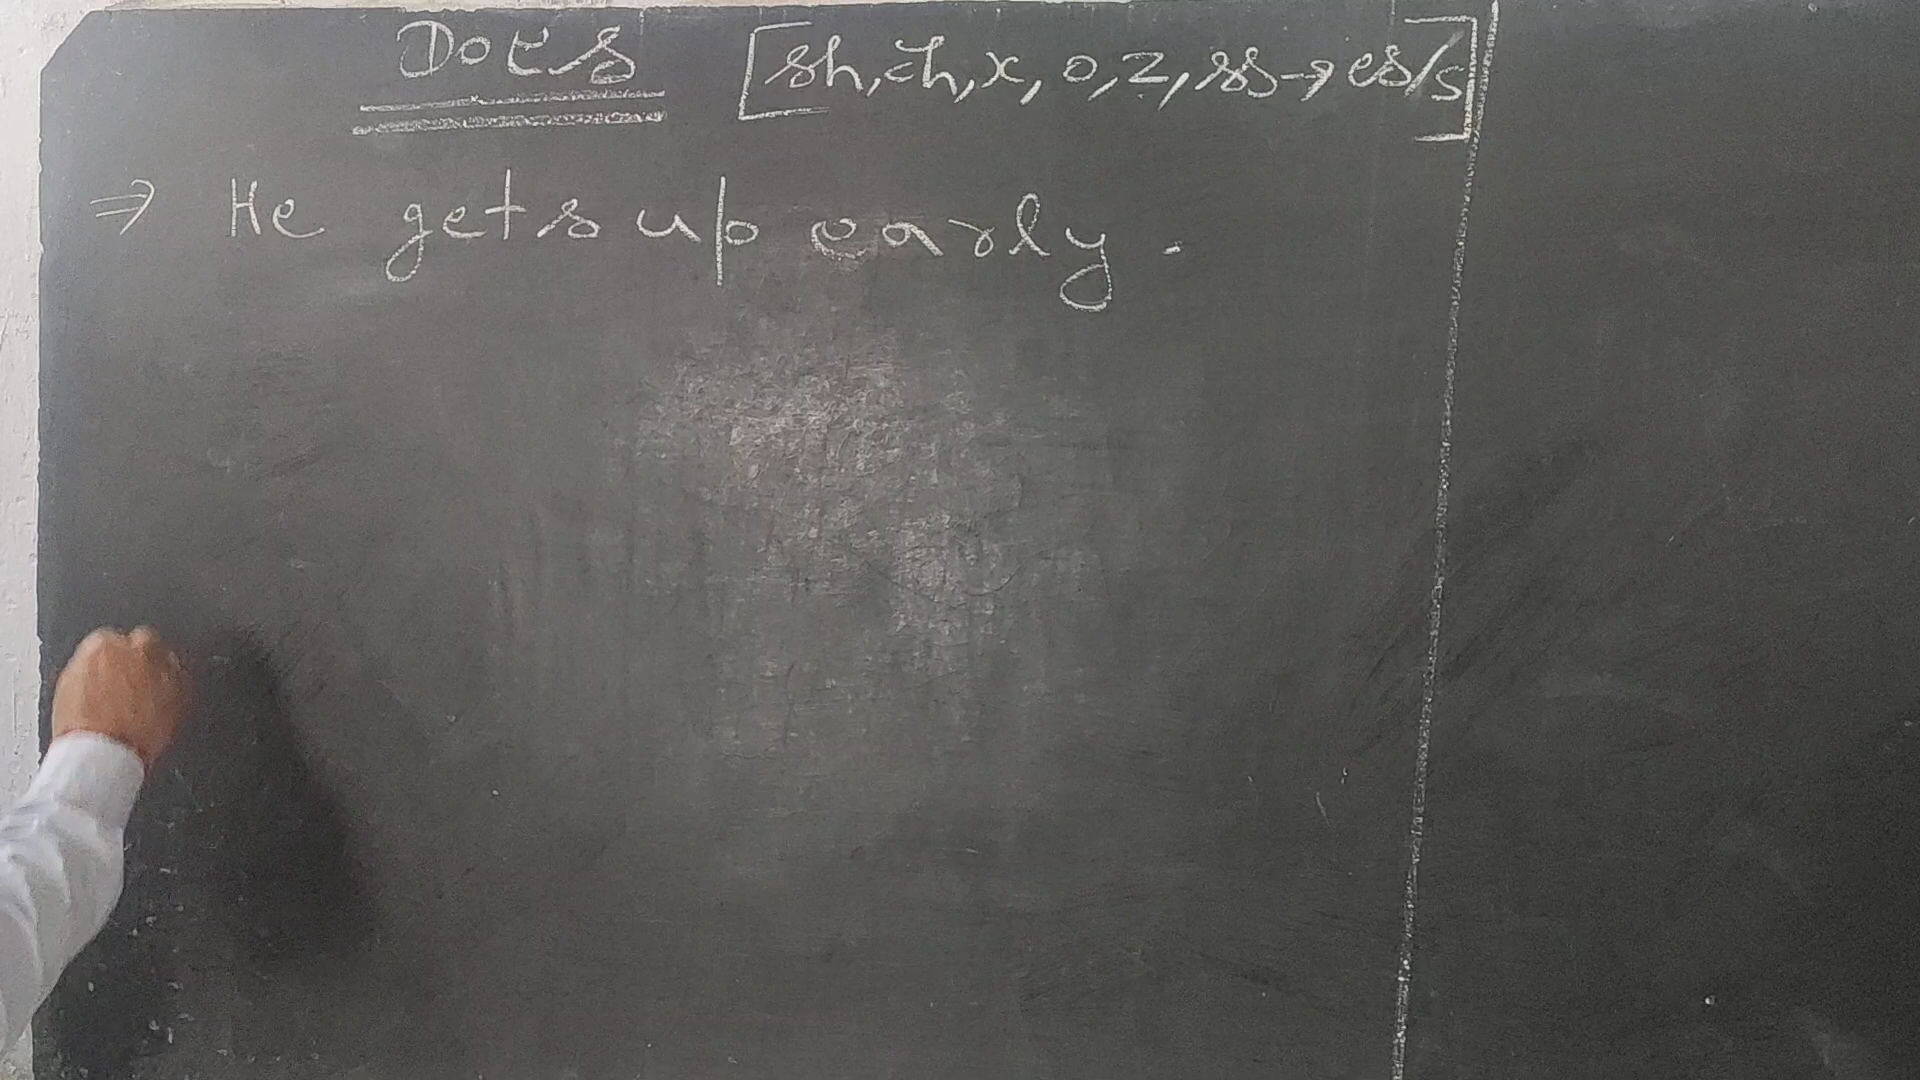 Does [sh, ch, x, o, z, ss → es/s]
⇒ He gets up early.